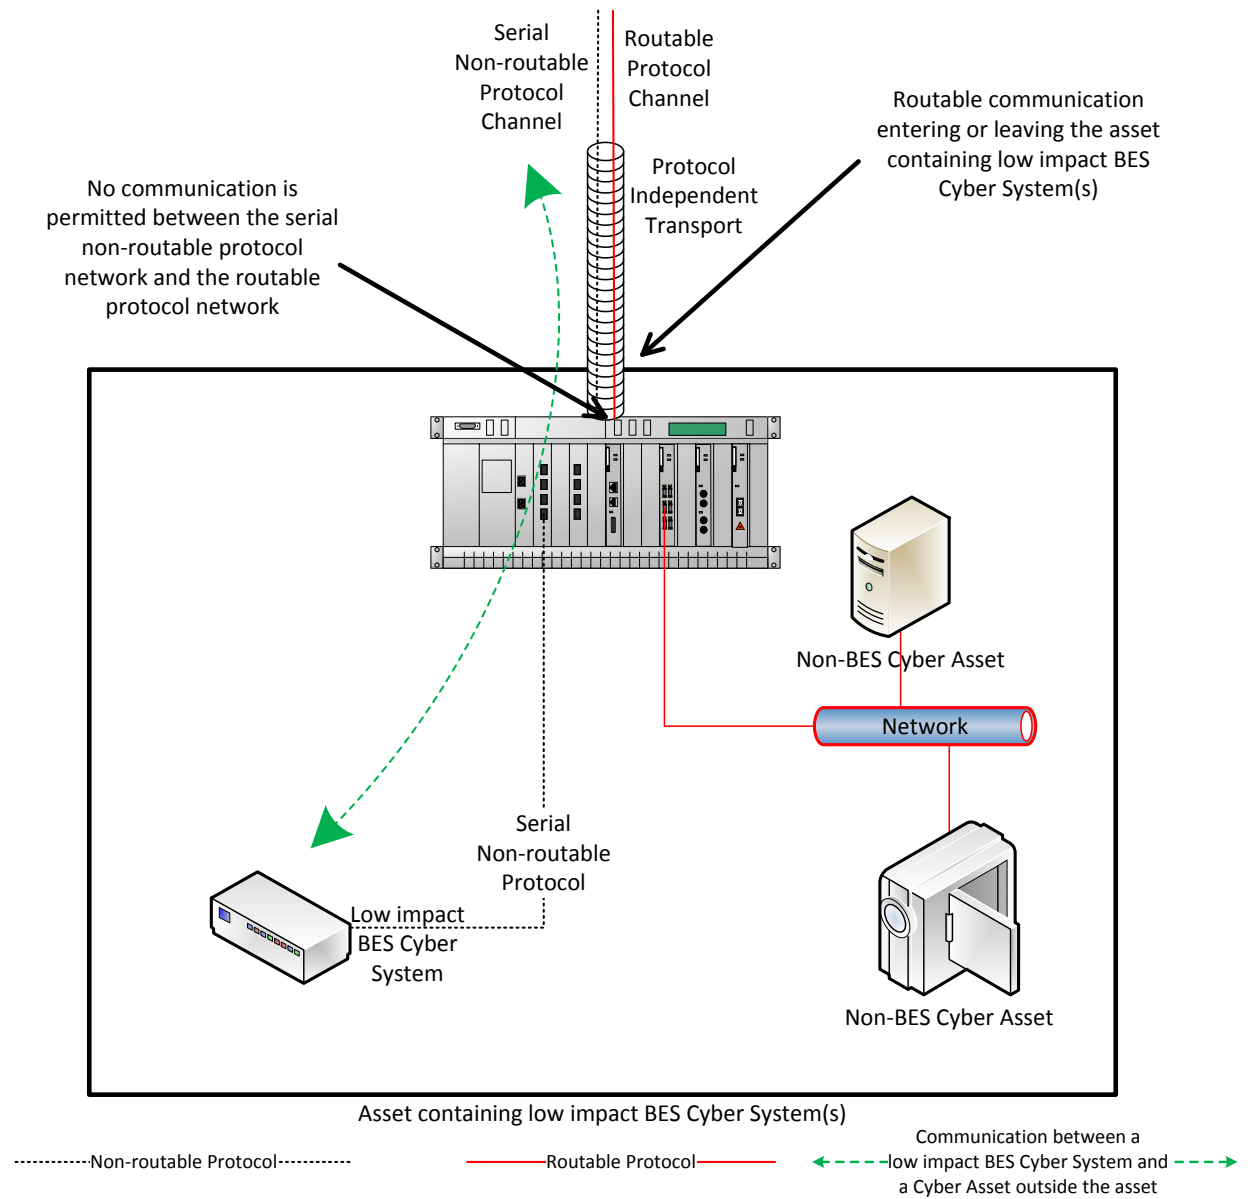 Serial
Non-routable
Protocol
Channel
Routable
Protocol
Channel
Routable communication
entering or leaving the asset
containing low impact BES
Cyber System(s)
Protocol
Independent
Transport
No communication is
permitted between the serial
non-routable protocol
network and the routable
protocol network
Non-BES Cyber Asset
Network
Serial
Non-routable
Protocol
Low impact
BES Cyber
System
Non-BES Cyber Asset
Asset containing low impact BES Cyber System(s)
Non-routable Protocol
Routable Protocol
Communication between a
low impact BES Cyber System and
a Cyber Asset outside the asset